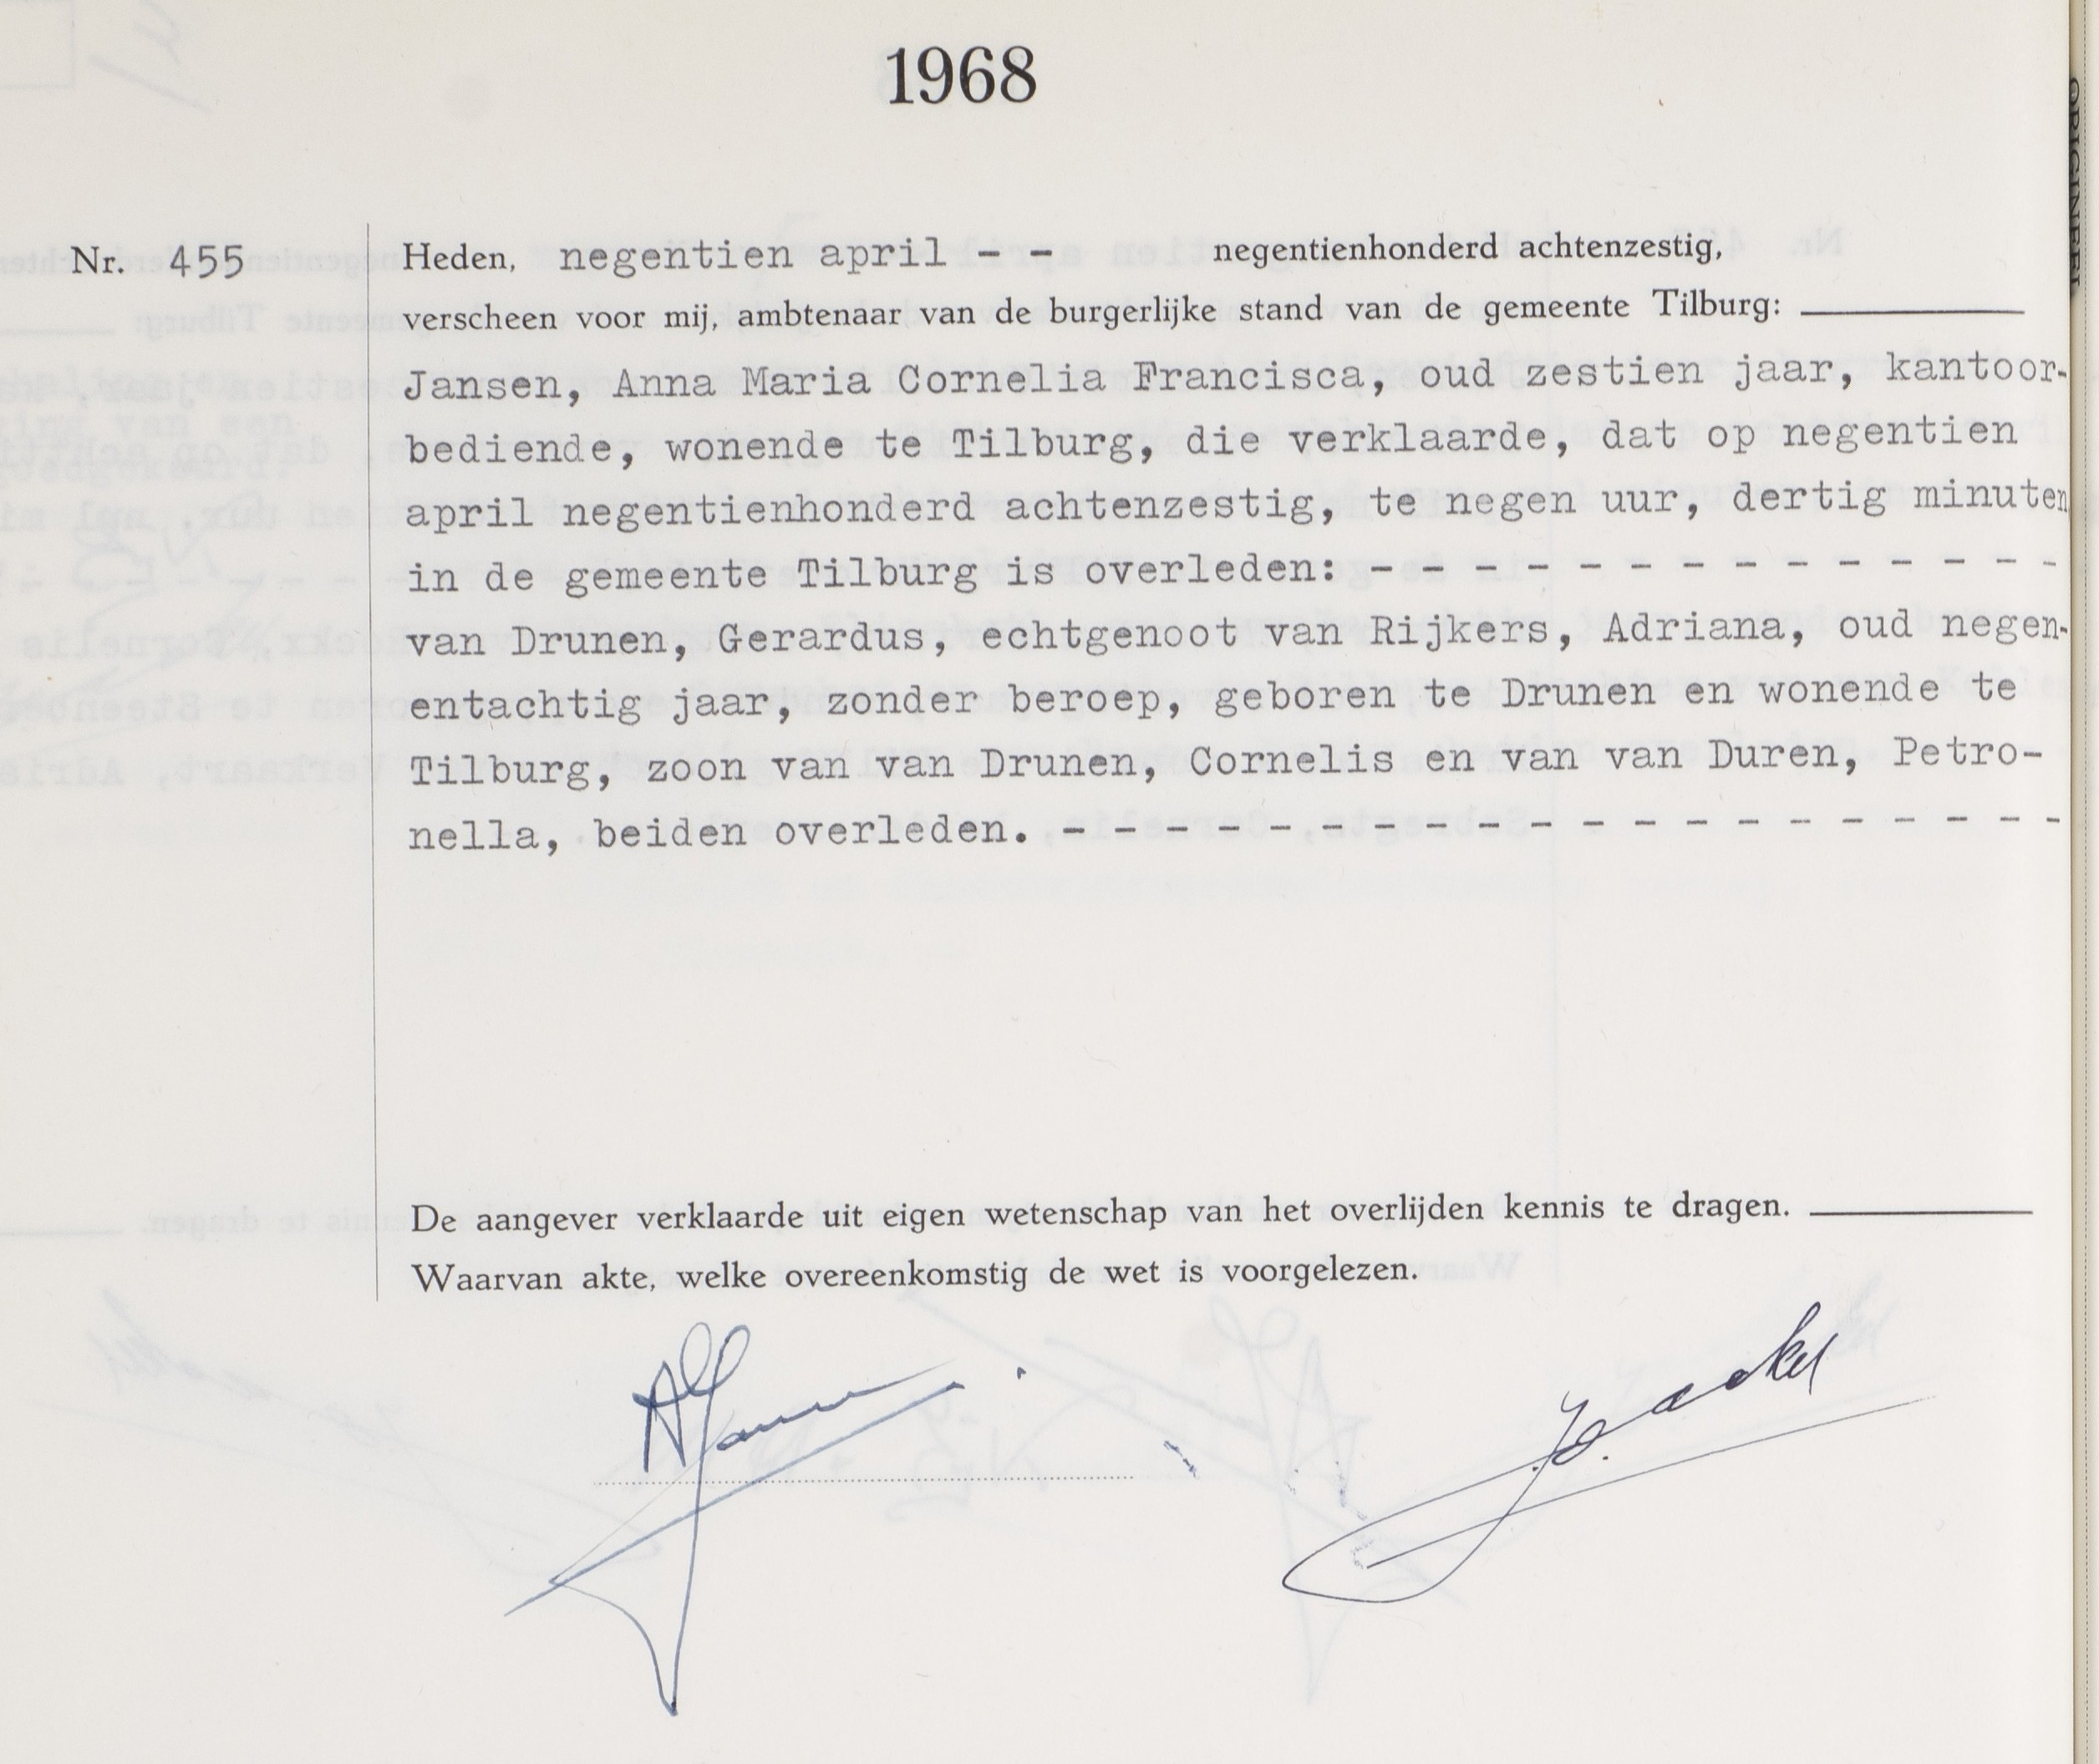 1968
Nr. 455
Heden, negentien april - - negentienhonderd achtenzestig,
verscheen voor mij, ambtenaar van de burgerlijke stand van de gemeente Tilburg:
Jansen, Anna Maria Cornelia Francisca, oud zestien jaar, kantoor-
bediende, wonende te Tilburg, die verklaarde, dat op negentien
april negentienhonderd achtenzestig, te negen uur, dertig minuten
in de gemeente Tilburg is overleden: - - - - - - - - - - - - - -
van Drunen, Gerardus, echtgenoot van Rijkers, Adriana, oud negen-
entachtig jaar, zonder beroep, geboren te Drunen en wonende te
Tilburg, zoon van van Drunen, Cornelis en van van Duren, Petro-
nella, beiden overleden. - - - - - - - - - - - - - - - - - - - -
De aangever verklaarde uit eigen wetenschap van het overlijden kennis te dragen.
Waarvan akte, welke overeenkomstig de wet is voorgelezen.